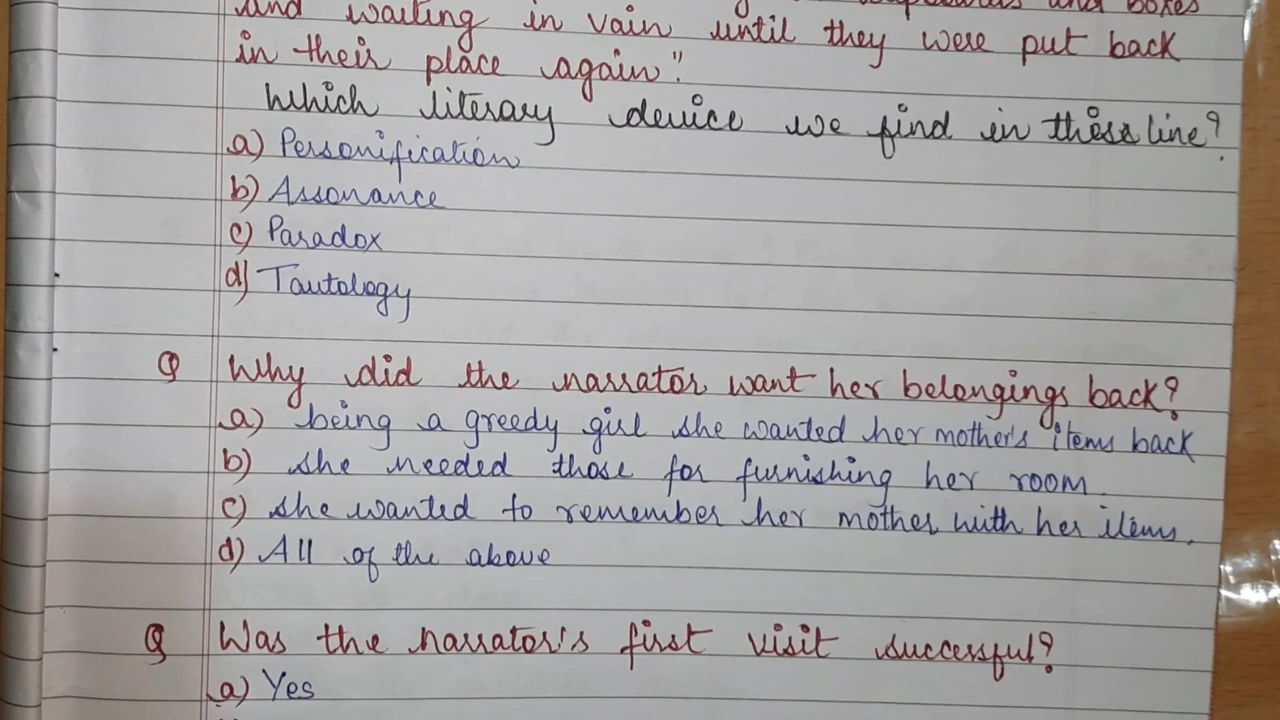 and waiting in vain until they were put back
in their place again".
Which literary device we find in these line?
a) Personification
b) Assonance
c) Paradox
d) Tautology
Q Why did the narrator want her belongings back?
a) being a greedy girl she wanted her mother's items back
b) she needed those for furnishing her room.
c) she wanted to remember her mother with her items.
d) All of the above
Q Was the narrator's first visit successful?
a) Yes